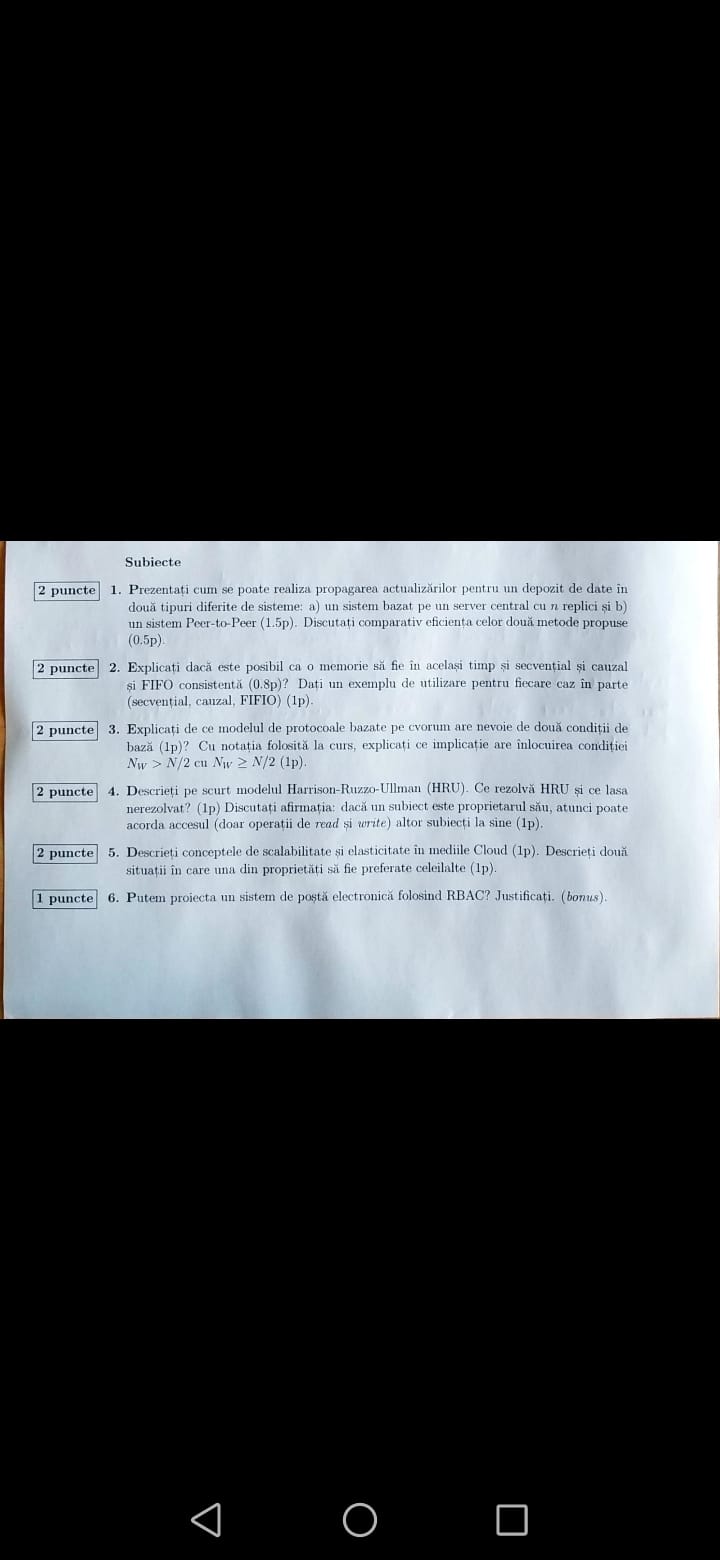 Subiecte
2 puncte 1. Prezentați cum se poate realiza propagarea actualizărilor pentru un depozit de date în
două tipuri diferite de sisteme: a) un sistem bazat pe un server central cu n replici și b)
un sistem Peer-to-Peer (1.5p). Discutați comparativ eficiența celor două metode propuse
(0.5p).
2 puncte 2. Explicați dacă este posibil ca o memorie să fie în același timp și secvențial și cauzal
și FIFO consistentă (0.8p)? Dați un exemplu de utilizare pentru fiecare caz în parte
(secvențial, cauzal, FIFIO) (1p).
2 puncte 3. Explicați de ce modelul de protocoale bazate pe cvorum are nevoie de două condiții de
bază (1p)? Cu notația folosită la curs, explicați ce implicație are înlocuirea condiției
N_W > N/2 cu N_W ≥ N/2 (1p).
2 puncte 4. Descrieți pe scurt modelul Harrison-Ruzzo-Ullman (HRU). Ce rezolvă HRU și ce lasa
nerezolvat? (1p) Discutați afirmația: dacă un subiect este proprietarul său, atunci poate
acorda accesul (doar operații de read și write) altor subiecți la sine (1p).
2 puncte 5. Descrieți conceptele de scalabilitate și elasticitate în mediile Cloud (1p). Descrieți două
situații în care una din proprietăți să fie preferate celeilalte (1p).
1 puncte 6. Putem proiecta un sistem de poștă electronică folosind RBAC? Justificați. (bonus).